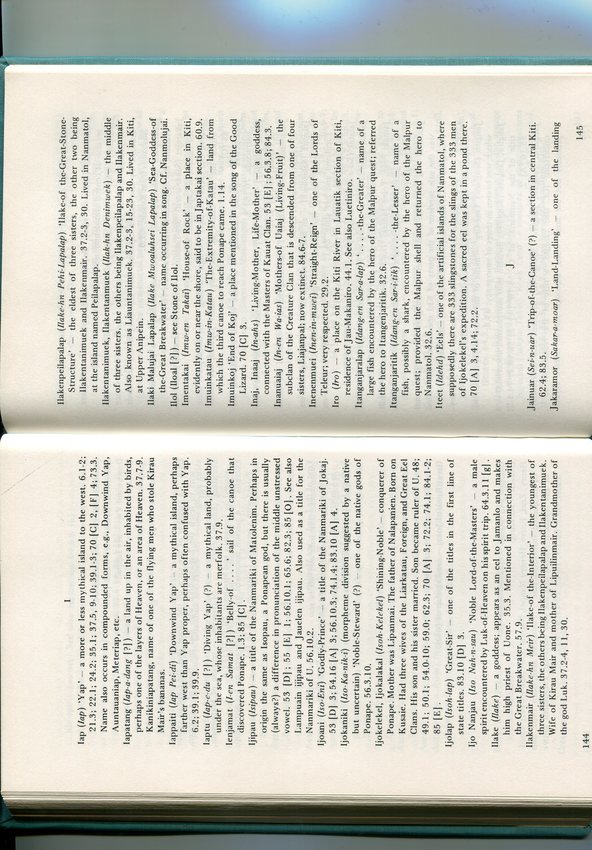 I
Iap (Iap) ‘Yap’ — a more or less mythical island to the west. 6.1-2;
21.3; 22.1; 24.2; 35.1; 37.5, 9-10; 39.1-3; 70 [C] 2, [F] 4; 73.3.
Name also occurs in compounded forms, e.g., Downwind Yap,
Auntauaniap, Meteriap, etc.
Iapatang (Iap-a-dang [?]) — a land up in the air, inhabited by birds,
perhaps one of the layers of Heaven, or an area of Heaven. 37.7-9.
Kanikiniapatang, name of one of the flying men who stole Kirau
Mair’s bananas.
Iappaiti (Iap Pei-di) ‘Downwind Yap’ — a mythical island, perhaps
farther west than Yap proper, perhaps often confused with Yap.
6.2; 39.1; 39.9.
Iaptu (Iap-e-du [?]) ‘Diving Yap’ (?) — a mythical land, probably
under the sea, whose inhabitants are merfolk. 37.9.
Ienjamat (I-en Samat [?]) ‘Belly-of . . . .’ sail of the canoe that
discovered Ponape. 1.3; 85 [C].
Ijipau (Isipau) — a title of the Nanmariki of Matolenim. Perhaps in
origin the same as Isopau, a Ponapean god, but there is usually
(always?) a difference in pronunciation of the middle unstressed
vowel. 53 [D]; 55 [E] 1; 56.10.1; 65.6; 82.3; 85 [O]. See also
Lampuain ijipau and Jauelen ijipau. Also used as a title for the
Nanmariki of U. 56.10.2.
Ijoani (Iso-Eni) ‘Godly-Prince’ — a title of the Nanmariki of Jokaj.
53 [D] 3; 54.16 [A] 3; 56.10.3; 74.1.4; 83.10 [A] 4.
Ijokaniki (Iso-Ka-nik-i) (morpheme division suggested by a native
but uncertain) ‘Noble-Steward’ (?) — one of the native gods of
Ponape. 56.3.10.
Ijokelekel, Ijokalakal (Isoh-Kelekel) ‘Shining-Noble’ — conqueror of
Ponape. Mother was Lipanmai. The father of Nalapanien. Born on
Kusaie. Had three wives of the Liarkatau, Foreign, and Great Eel
Clans. His son and his sister married. Son became ruler of U. 48;
49.1; 50.1; 54.0-10; 59.0; 62.3; 70 [A] 3; 72.2; 74.1; 84.1-2;
85 [E].
Ijolap (Isoh-lap) ‘Great-Sir’ — one of the titles in the first line of
state titles. 83.10 [D] 3.
Ijo Nanjau (Iso Nah-n-sau) ‘Noble Lord-of-the-Masters’ — a male
spirit encountered by Luk-of-Heaven on his spirit trip. 64.3.11 [g].
Ilake (Ilake) — a goddess; appears as an eel to Jamanlo and makes
him high priest of Uone. 35.3. Mentioned in connection with
the Great Breakwater. 57.9.
Ilakenmair (Ilake-hn Meir) ‘Ilake-of the-Interior’ — the youngest of
three sisters, the others being Ilakenpeilapalap and Ilakentanimuek.
Wife of Kirau Mair and mother of Lipuilinmair. Grandmother of
the god Luk. 37.2-4, 11, 30.
144
Ilakenpeilapalap (Ilake-hn Pehi-Lapalap) ‘Ilake-of the-Great-Stone-
Structure’ — the eldest of three sisters, the other two being
Ilakentanimuek and Ilakenmair. 37.2-3, 30. Lived in Nanmatol,
at the island named Peilapalap.
Ilakentanimuek, Ilakentanmuek (Ilak-hn Denimwek) — the middle
of three sisters. the others being Ilakenpeilapalap and Ilakenmair.
Also known as Liauntanimuek. 37.2-3, 15-23, 30. Lived in Kiti,
at Upper Anipein.
Ilaki Malujai Lapalap (Ilake Mwoaluhsei Lapalap) ‘Sea-Goddess-of
the-Great Breakwater’ — name occurring in song. Cf. Nanmolujai.
Ilol (Iloal [?]) — see Stone of Ilol.
Imentakai (Imw-en Takai) ‘House-of Rock’ — a place in Kiti,
evidently on or near the shore, said to be in Japtakai section. 60.9.
Imuinkatau (Imw-in-Katau) ‘The-Extremity-of-Katau’ — land from
which the third canoe to reach Ponape came. 1.14.
Imuinkoj ‘End of Koj’ — a place mentioned in the song of the Good
Lizard. 70 [C] 3.
Inaj, Inaaj (In-ahs) ‘Living-Mother, Life-Mother’ — a goddess,
connected with the Masters of Kauat Clan. 53 [E]; 56.3.8; 84.3.
Inanuaiaj (In-en Wa-ias) ‘Mothers-of Uaiaj (Living-Fruit)’ — the
subclan of the Creature Clan that is descended from one of four
sisters, Liajanpal; now extinct. 84.6-7.
Inenenmuei (Inen-in-mwei) ‘Straight-Reign’ — one of the Lords of
Teleur; very respected. 29.2.
Iro (Iro) — a place on the Kiti River in Lauatik section of Kiti,
residence of Jau-Makaniro. 44.1. See also Luetiniro.
Itanganjaralap (Idang-en Sar-a-lap) ‘. . . .-the-Greater’ — name of a
large fish encountered by the hero of the Malpur quest; referred
the hero to Itangenjaritik. 32.6.
Itanganjaritik (Idang-en Sar-i-tik) ‘. . . .-the-Lesser’ — name of a
fish, possibly a shark, encountered by the hero of the Malpur
quest; provided the Malpur shell and returned the hero to
Nanmatol. 32.6.
Iteet (Idehd) ‘Eels’ — one of the artificial islands of Nanmatol, where
supposedly there are 333 slingstones for the slings of the 333 men
of Ijokelekel’s expedition. A sacred eel was kept in a pond there.
70 [A] 3, 4.14; 72.2.
J
Jainuar (Sei-n-uar) ‘Trip-of-the-Canoe’ (?) — a section in central Kiti.
62.4; 83.5.
Jakaramor (Sakar-a-moar) ‘Land-Landing’ — one of the landing
145